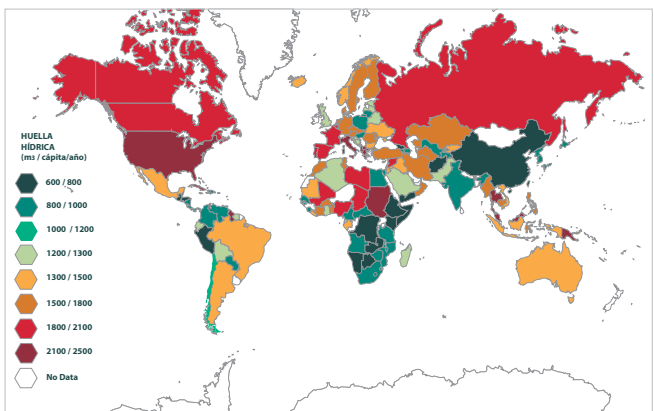 HUELLA
HÍDRICA
(m3 / cápita/año)
600 / 800
800 / 1000
1000 / 1200
1200 / 1300
1300 / 1500
1500 / 1800
1800 / 2100
2100 / 2500
No Data